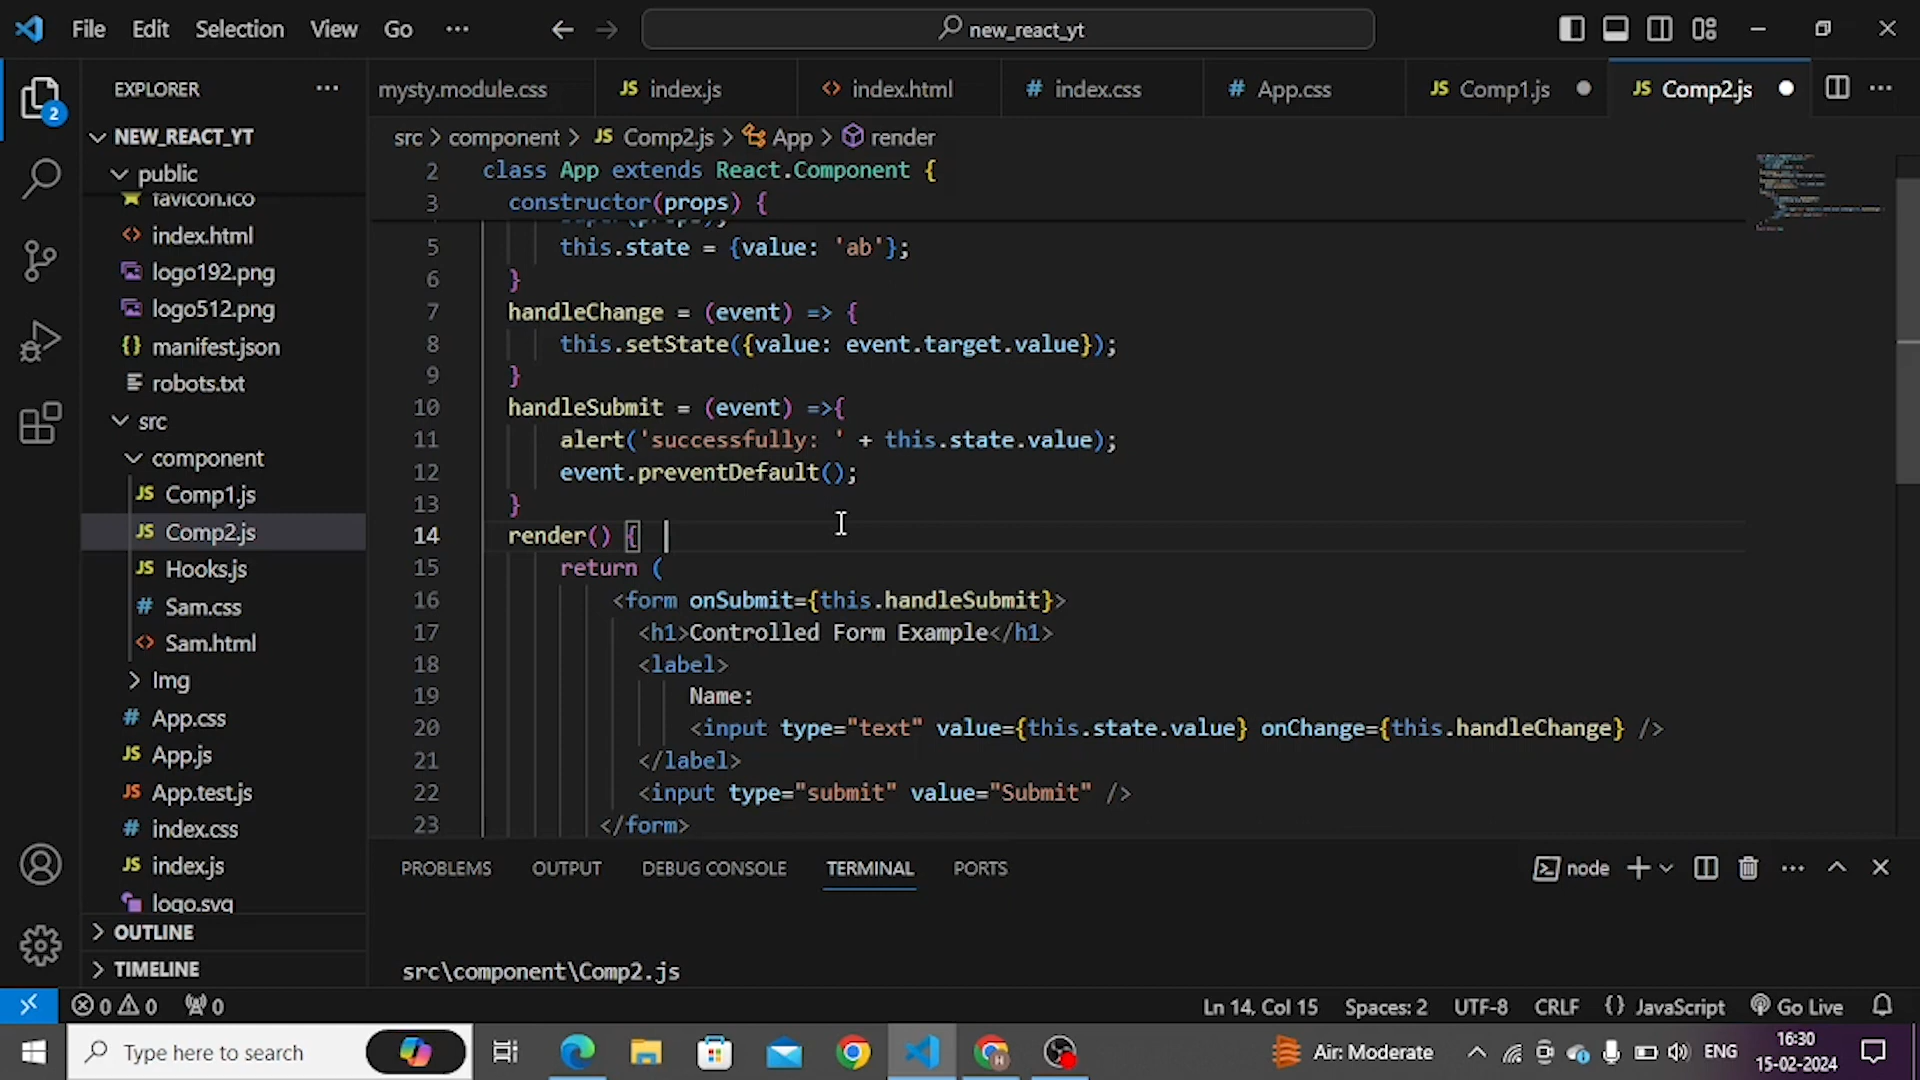 File Edit Selection View Go ··· new_react_yt
EXPLORER ···
NEW_REACT_YT
public
favicon.ico
index.html
logo192.png
logo512.png
manifest.json
robots.txt
src
component
Comp1.js
Comp2.js
Hooks.js
Sam.css
Sam.html
Img
App.css
App.js
App.test.js
index.css
index.js
logo.svg
OUTLINE
TIMELINE
2
mysty.module.css JS index.js <> index.html # index.css # App.css JS Comp1.js JS Comp2.js
src > component > JS Comp2.js > App > render
2 class App extends React.Component {
3 constructor(props) {
super(props);
5 this.state = {value: 'ab'};
6 }
7 handleChange = (event) => {
8 this.setState({value: event.target.value});
9 }
10 handleSubmit = (event) =>{
11 alert('successfully: ' + this.state.value);
12 event.preventDefault();
13 }
14 render() {
15 return (
16 <form onSubmit={this.handleSubmit}>
17 <h1>Controlled Form Example</h1>
18 <label>
19 Name:
20 <input type="text" value={this.state.value} onChange={this.handleChange} />
21 </label>
22 <input type="submit" value="Submit" />
23 </form>
PROBLEMS OUTPUT DEBUG CONSOLE TERMINAL PORTS node
src\component\Comp2.js
0 0 0 Ln 14, Col 15 Spaces: 2 UTF-8 CRLF {} JavaScript Go Live
Type here to search Air: Moderate ENG 16:30
15-02-2024